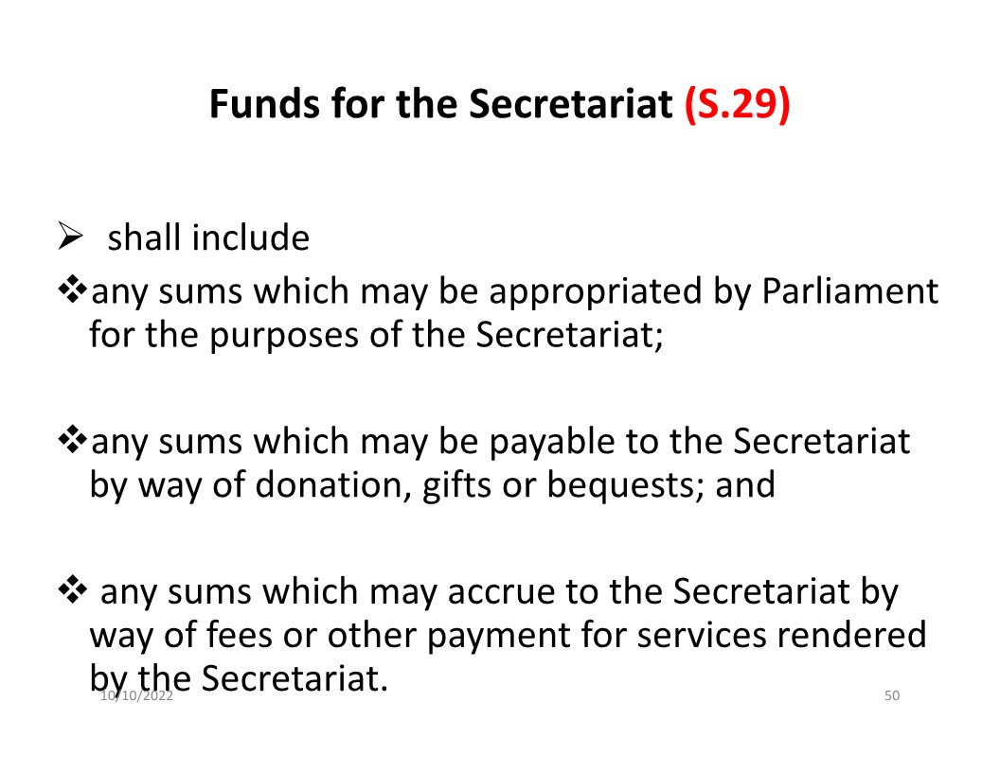 Funds for the Secretariat (S.29)
➢ shall include
❖any sums which may be appropriated by Parliament
for the purposes of the Secretariat;
❖any sums which may be payable to the Secretariat
by way of donation, gifts or bequests; and
❖ any sums which may accrue to the Secretariat by
way of fees or other payment for services rendered
by the Secretariat.
10/10/2022
50